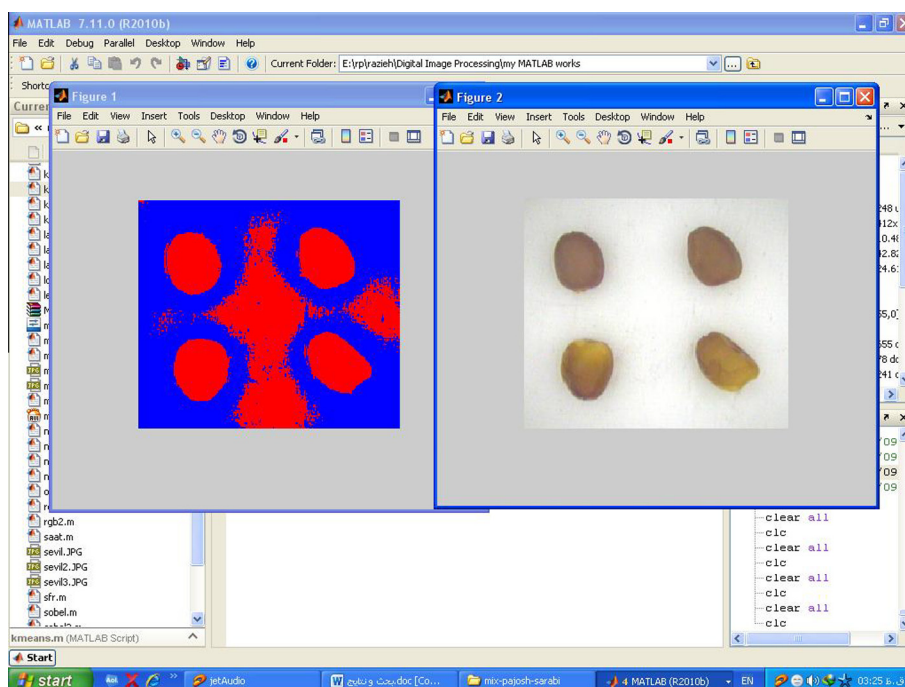 MATLAB 7.11.0 (R2010b)
File Edit Debug Parallel Desktop Window Help
Current Folder: E:\rp\razieh\Digital Image Processing\my MATLAB works
Figure 1
File Edit View Insert Tools Desktop Window Help
Figure 2
File Edit View Insert Tools Desktop Window Help
rgb2.m
saat.m
sevil.JPG
sevil2.JPG
sevil3.JPG
sfr.m
sobel.m
kmeans.m (MATLAB Script)
clear all
clc
clear all
clc
clear all
clc
clear all
clc
Start
start
jetAudio
بحث و نتایج.doc [Co...
mix-pajosh-sarabi
4 MATLAB (R2010b)
EN
03:25 ق.ظ